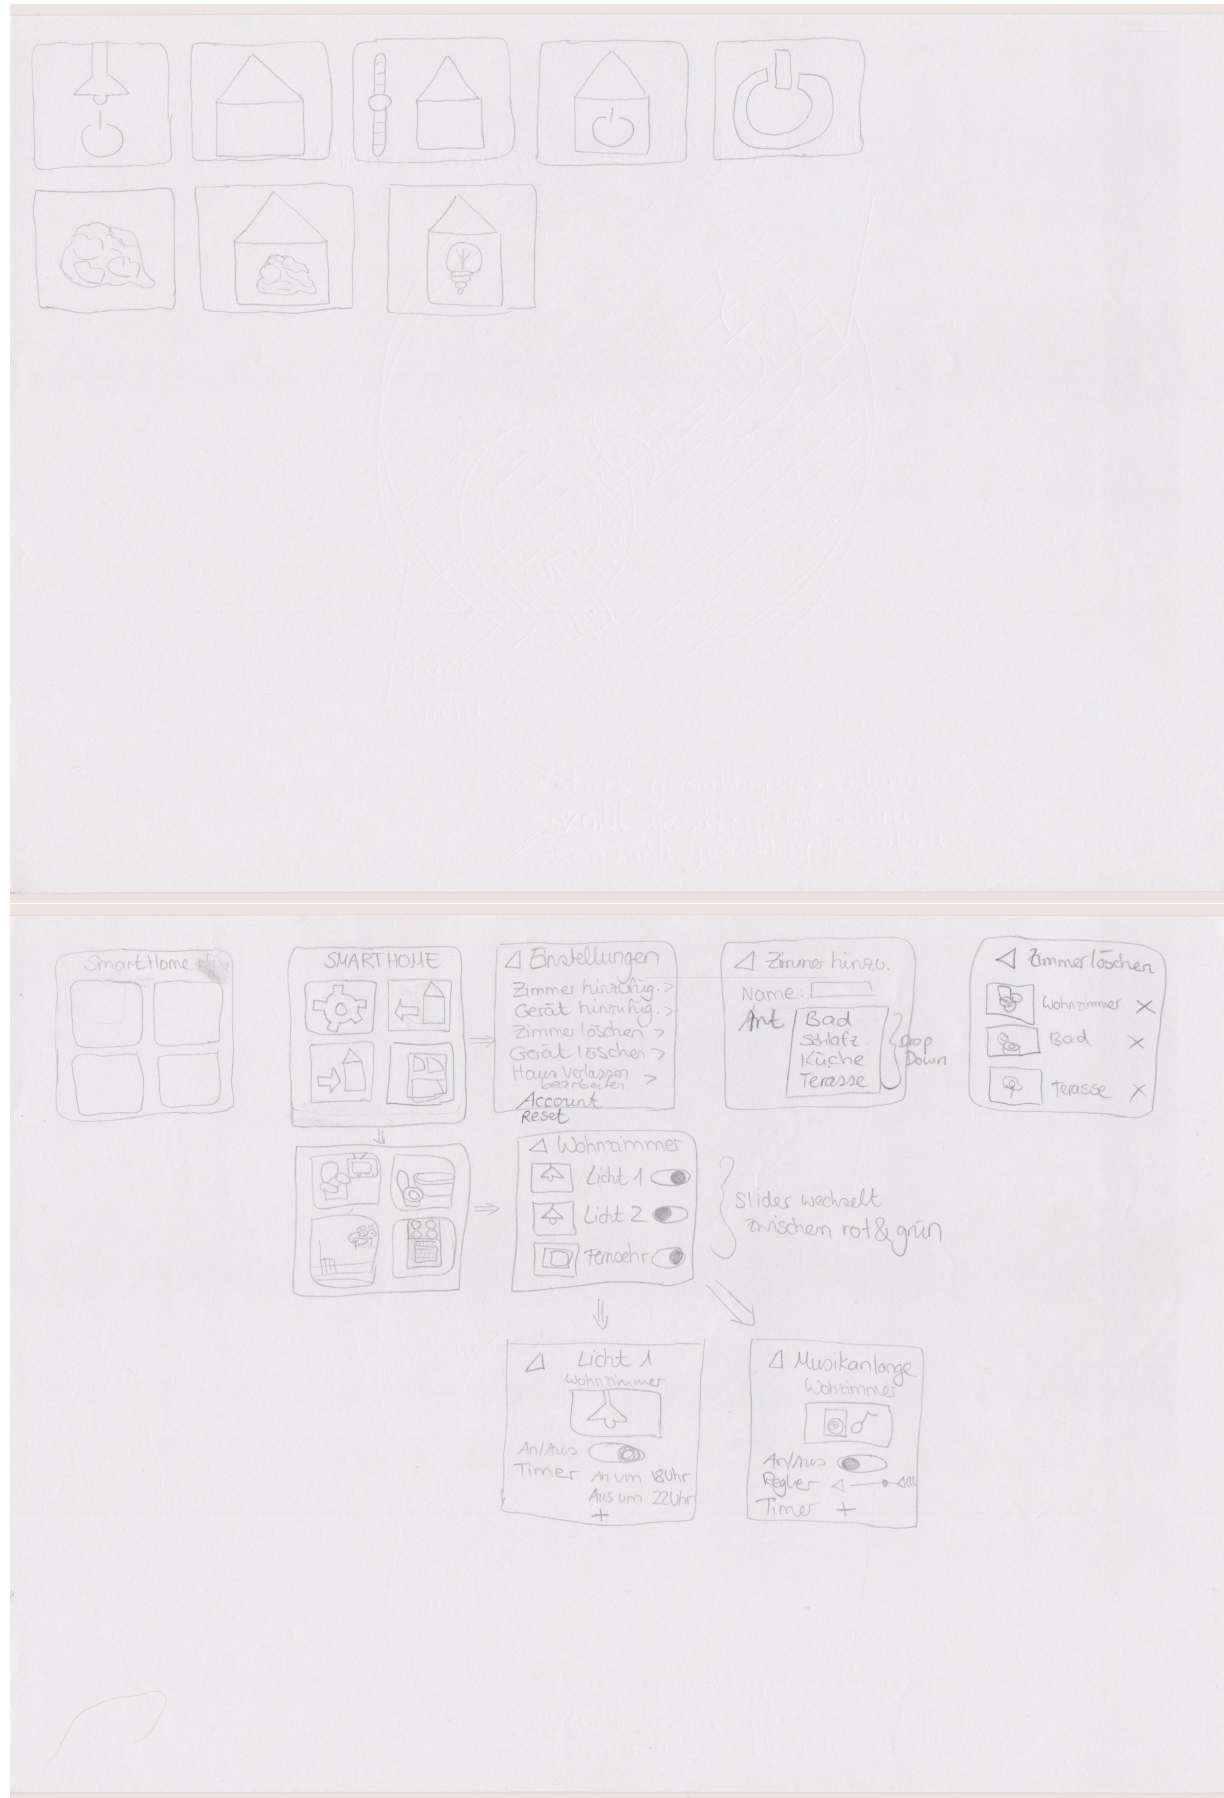 SmartHome
SMARTHOME
Einstellungen
Zimmer hinzufüg. >
Gerät hinzufüg. >
Zimmer löschen >
Gerät löschen >
Haus Verlassen
bearbeiten >
Account
Reset
Zimmer hinzu.
Name:
Art
Bad
Schlafz.
Küche
Terasse
Drop
Down
Zimmer löschen
Wohnzimmer X
Bad X
Terasse X
Wohnzimmer
Licht 1
Licht 2
Fernsehr
Slider wechselt
zwischen rot & grün
Licht 1
Wohnzimmer
An/Aus
Timer An um 18Uhr
Aus um 22Uhr
+
Musikanlange
Wohzimmer
An/Aus
Regler
Timer +